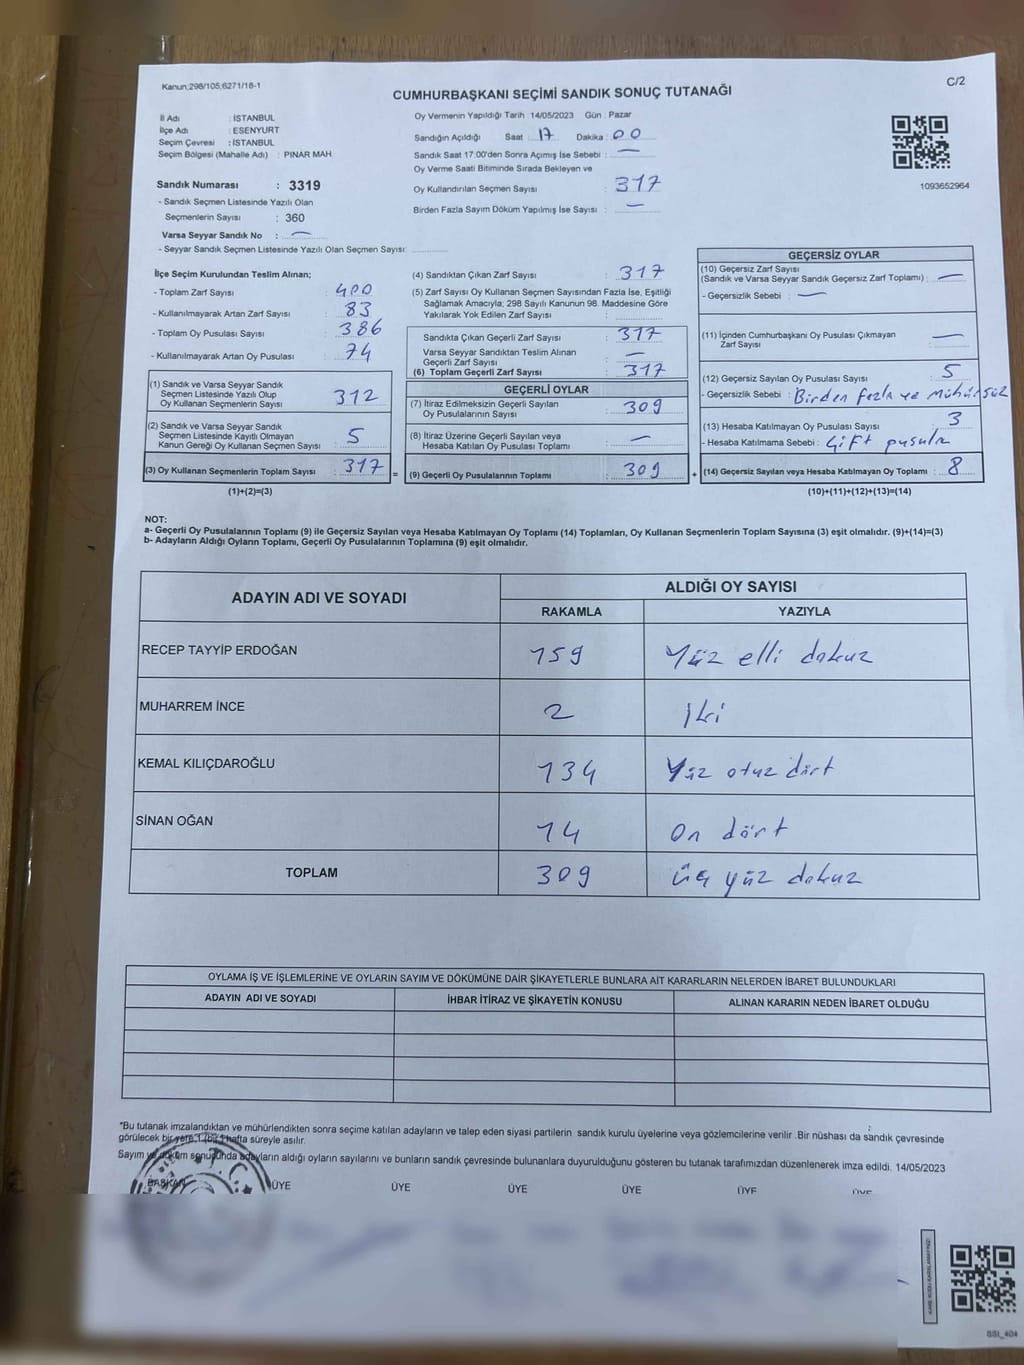 Kanun;298/105;6271/18-1
C/2
CUMHURBAŞKANI SEÇİMİ SANDIK SONUÇ TUTANAĞI
İl Adı : İSTANBUL
İlçe Adı : ESENYURT
Seçim Çevresi : İSTANBUL
Seçim Bölgesi (Mahalle Adı) : PINAR MAH.
Sandık Numarası : 3319
- Sandık Seçmen Listesinde Yazılı Olan
Seçmenlerin Sayısı : 360
Varsa Seyyar Sandık No : —
- Seyyar Sandık Seçmen Listesinde Yazılı Olan Seçmen Sayısı:
Oy Vermenin Yapıldığı Tarih : 14/05/2023 Gün : Pazar
Sandığın Açıldığı Saat : 17 Dakika : 00
Sandık Saat 17:00'den Sonra Açımış İse Sebebi : —
Oy Verme Saati Bitiminde Sırada Bekleyen ve
Oy Kullandırılan Seçmen Sayısı : 317
Birden Fazla Sayım Döküm Yapılmış İse Sayısı : —
1093652964
İlçe Seçim Kurulundan Teslim Alınan;
- Toplam Zarf Sayısı : 400
- Kullanılmayarak Artan Zarf Sayısı : 83
- Toplam Oy Pusulası Sayısı : 386
- Kullanılmayarak Artan Oy Pusulası : 74
(1) Sandık ve Varsa Seyyar Sandık
Seçmen Listesinde Yazılı Olup
Oy Kullanan Seçmenlerin Sayısı : 312
(2) Sandık ve Varsa Seyyar Sandık
Seçmen Listesinde Kayıtlı Olmayan
Kanun Gereği Oy Kullanan Seçmen Sayısı : 5
(3) Oy Kullanan Seçmenlerin Toplam Sayısı : 317 =
(1)+(2)=(3)
(4) Sandıktan Çıkan Zarf Sayısı : 317
(5) Zarf Sayısı Oy Kullanan Seçmen Sayısından Fazla İse, Eşitliği
Sağlamak Amacıyla; 298 Sayılı Kanunun 98. Maddesine Göre
Yakılarak Yok Edilen Zarf Sayısı :
Sandıkta Çıkan Geçerli Zarf Sayısı : 317
Varsa Seyyar Sandıktan Teslim Alınan
Geçerli Zarf Sayısı : —
(6) Toplam Geçerli Zarf Sayısı : 317
GEÇERLİ OYLAR
(7) İtiraz Edilmeksizin Geçerli Sayılan
Oy Pusulalarının Sayısı : 309
(8) İtiraz Üzerine Geçerli Sayılan veya
Hesaba Katılan Oy Pusulası Toplamı : —
(9) Geçerli Oy Pusulalarının Toplamı : 309 +
GEÇERSİZ OYLAR
(10) Geçersiz Zarf Sayısı
(Sandık ve Varsa Seyyar Sandık Geçersiz Zarf Toplamı) : —
- Geçersizlik Sebebi : —
(11) İçinden Cumhurbaşkanı Oy Pusulası Çıkmayan
Zarf Sayısı : —
(12) Geçersiz Sayılan Oy Pusulası Sayısı : 5
- Geçersizlik Sebebi : Birden fazla ve Mühürsüz
(13) Hesaba Katılmayan Oy Pusulası Sayısı : 3
- Hesaba Katılmama Sebebi : Çift pusula
(14) Geçersiz Sayılan veya Hesaba Katılmayan Oy Toplamı : 8
(10)+(11)+(12)+(13)=(14)
NOT:
a- Geçerli Oy Pusulalarının Toplamı (9) ile Geçersiz Sayılan veya Hesaba Katılmayan Oy Toplamı (14) Toplamları, Oy Kullanan Seçmenlerin Toplam Sayısına (3) eşit olmalıdır. (9)+(14)=(3)
b- Adayların Aldığı Oyların Toplamı, Geçerli Oy Pusulalarının Toplamına (9) eşit olmalıdır.
ADAYIN ADI VE SOYADI
ALDIĞI OY SAYISI
RAKAMLA YAZIYLA
RECEP TAYYİP ERDOĞAN 159 Yüz elli dokuz
MUHARREM İNCE 2 İki
KEMAL KILIÇDAROĞLU 134 Yüz otuz dört
SİNAN OĞAN 14 On dört
TOPLAM 309 üç yüz dokuz
OYLAMA İŞ VE İŞLEMLERİNE VE OYLARIN SAYIM VE DÖKÜMÜNE DAİR ŞİKAYETLERLE BUNLARA AİT KARARLARIN NELERDEN İBARET BULUNDUKLARI
ADAYIN ADI VE SOYADI İHBAR İTİRAZ VE ŞİKAYETİN KONUSU ALINAN KARARIN NEDEN İBARET OLDUĞU
*Bu tutanak imzalandıktan ve mühürlendikten sonra seçime katılan adayların ve talep eden siyasi partilerin sandık kurulu üyelerine veya gözlemcilerine verilir. Bir nüshası da sandık çevresinde
görülecek bir yere 1 (bir) hafta süreyle asılır.
Sayım ve döküm sonucunda adayların aldığı oyların sayılarını ve bunların sandık çevresinde bulunanlara duyurulduğunu gösteren bu tutanak tarafımızdan düzenlenerek imza edildi. 14/05/2023
BAŞKAN ÜYE ÜYE ÜYE ÜYE ÜYE ÜYE
T.C.
SSI_404